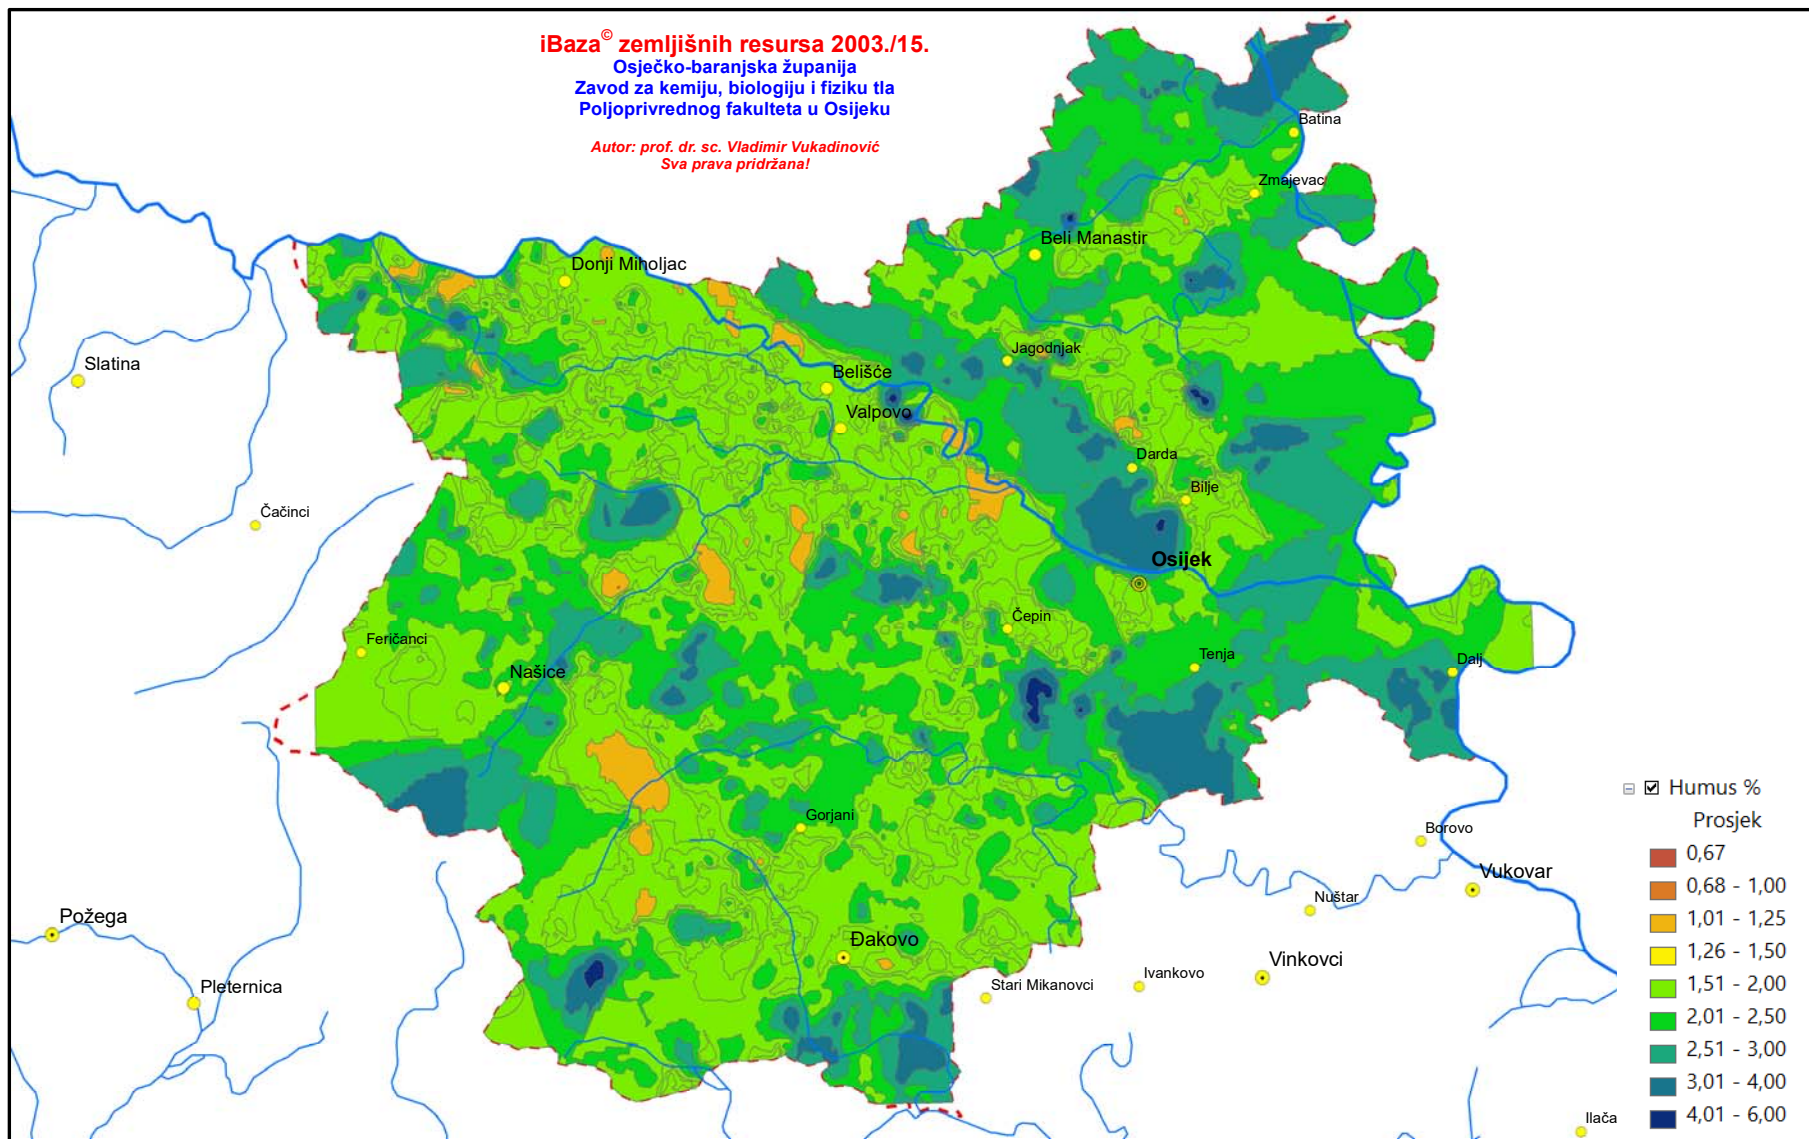 iBaza© zemljišnih resursa 2003./15.
Osječko-baranjska županija
Zavod za kemiju, biologiju i fiziku tla
Poljoprivrednog fakulteta u Osijeku
Autor: prof. dr. sc. Vladimir Vukadinović
Sva prava pridržana!
Batina
Zmajevac
Beli Manastir
Donji Miholjac
Jagodnjak
Slatina
Belišće
Valpovo
Darda
Bilje
Čačinci
Osijek
Čepin
Feričanci
Našice
Tenja
Dalj
Gorjani
Borovo
Vukovar
Nuštar
Požega
Đakovo
Vinkovci
Ivankovo
Stari Mikanovci
Pleternica
Ilača
Humus %
Prosjek
0,67
0,68 - 1,00
1,01 - 1,25
1,26 - 1,50
1,51 - 2,00
2,01 - 2,50
2,51 - 3,00
3,01 - 4,00
4,01 - 6,00